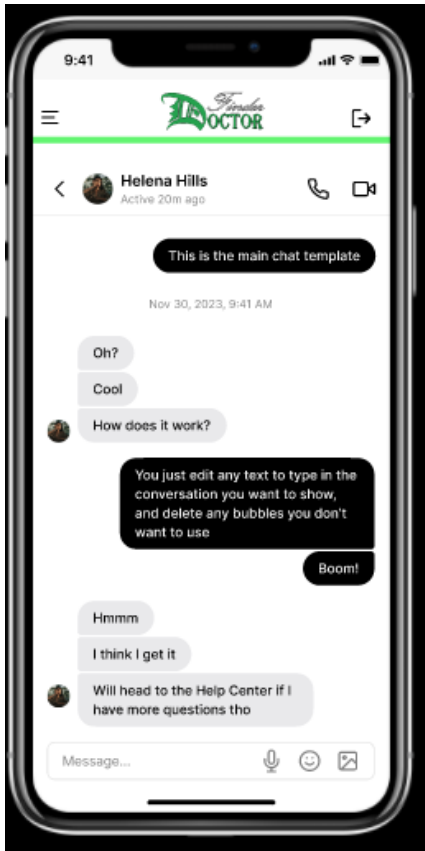 9:41
Finder
DOCTOR
Helena Hills
Active 20m ago
This is the main chat template
Nov 30, 2023, 9:41 AM
Oh?
Cool
How does it work?
You just edit any text to type in the
conversation you want to show,
and delete any bubbles you don't
want to use
Boom!
Hmmm
I think I get it
Will head to the Help Center if I
have more questions tho
Message...